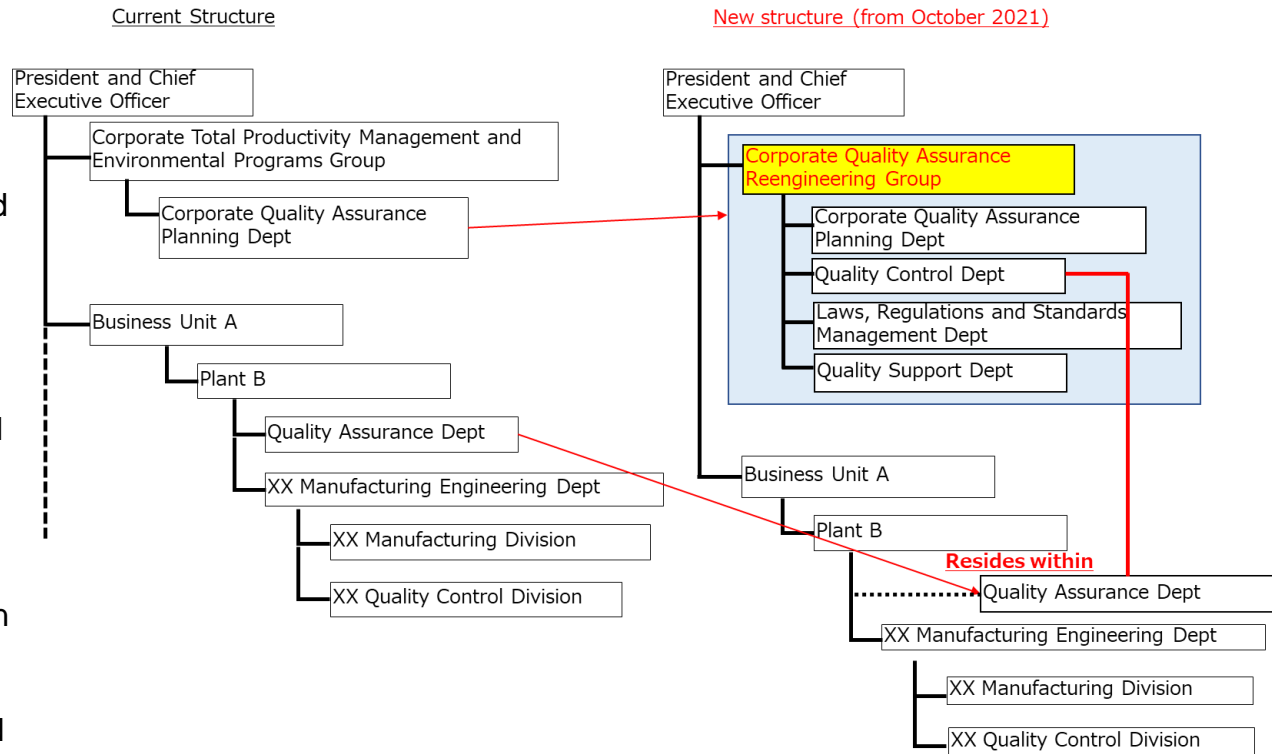 Current Structure
President and Chief
Executive Officer
Corporate Total Productivity Management and
Environmental Programs Group
Corporate Quality Assurance
Planning Dept
Business Unit A
Plant B
Quality Assurance Dept
XX Manufacturing Engineering Dept
XX Manufacturing Division
XX Quality Control Division
New structure (from October 2021)
President and Chief
Executive Officer
Corporate Quality Assurance
Reengineering Group
Corporate Quality Assurance
Planning Dept
Quality Control Dept
Laws, Regulations and Standards
Management Dept
Quality Support Dept
Business Unit A
Plant B
Resides within
Quality Assurance Dept
XX Manufacturing Engineering Dept
XX Manufacturing Division
XX Quality Control Division